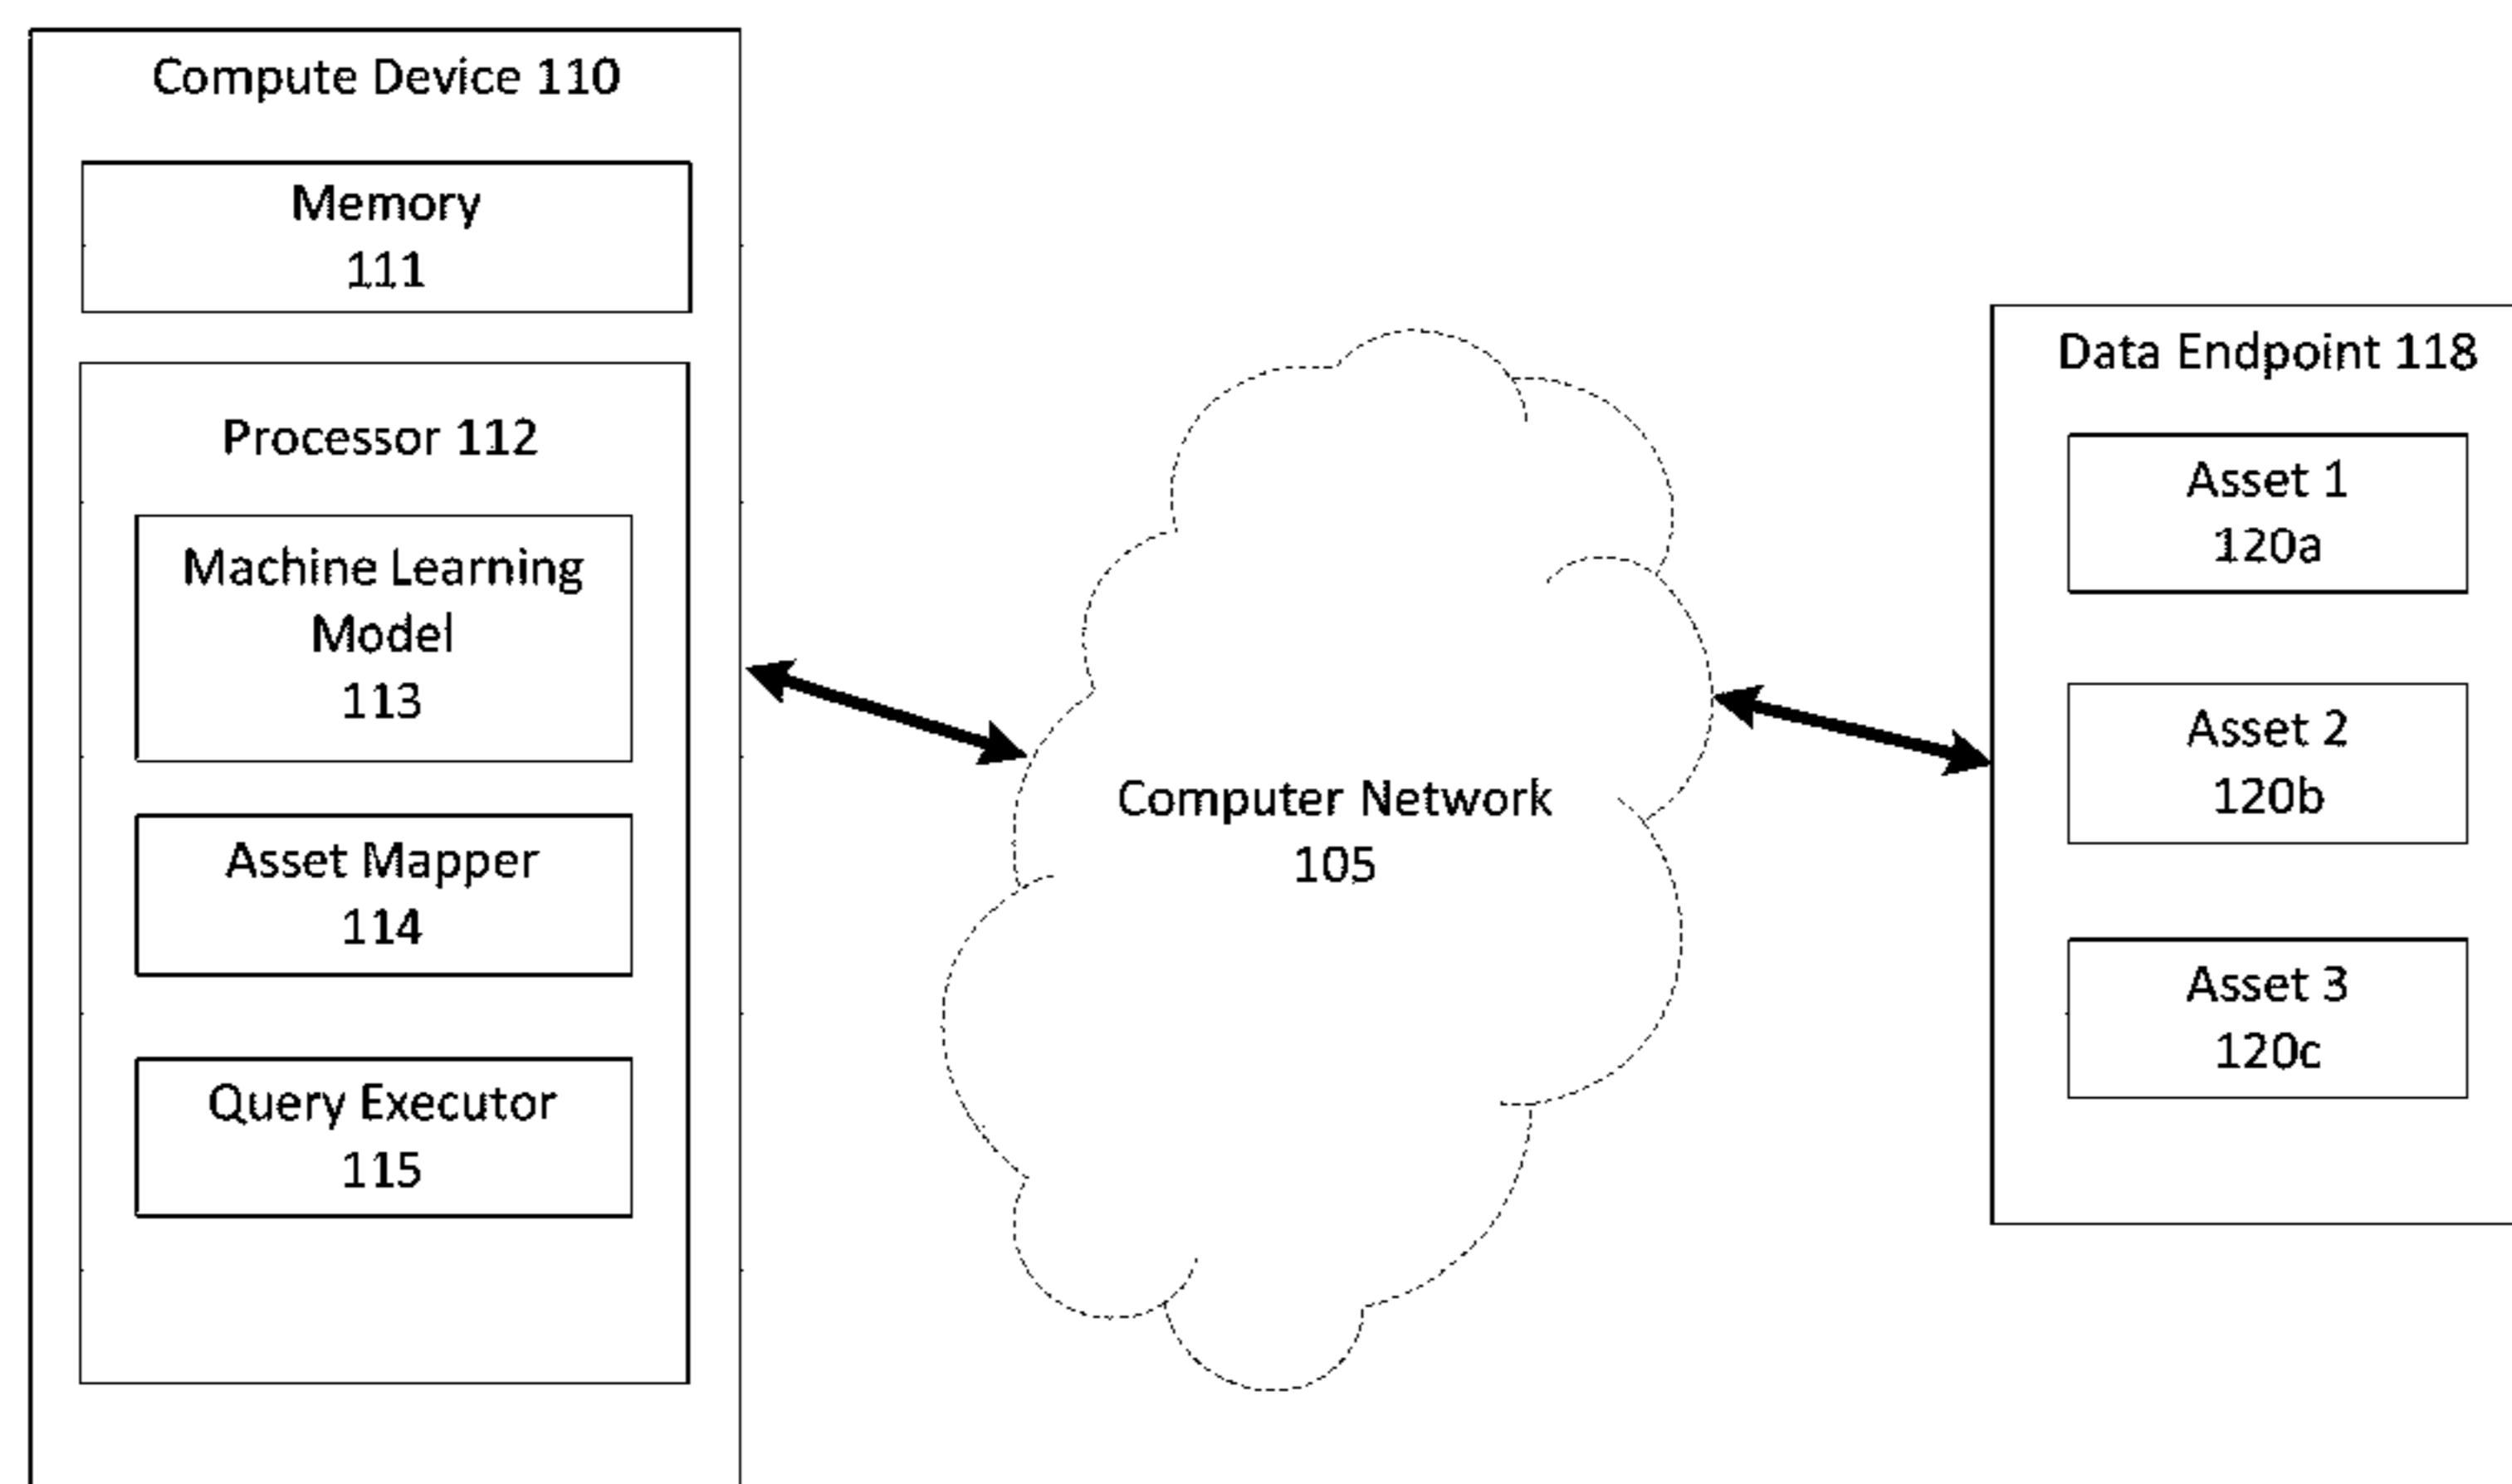 Compute Device 110
Memory
111
Processor 112
Machine Learning
Model
113
Asset Mapper
114
Query Executor
115
Computer Network
105
Data Endpoint 118
Asset 1
120a
Asset 2
120b
Asset 3
120c